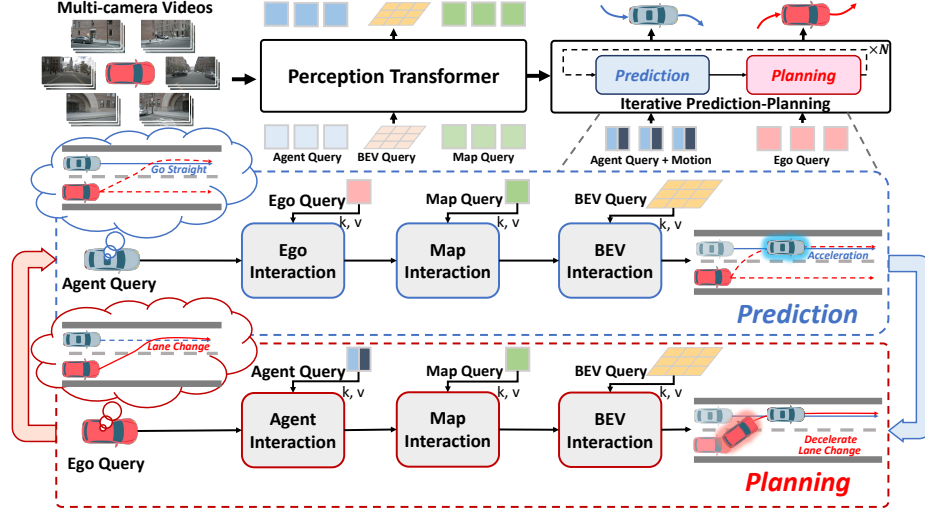 Multi-camera Videos
Perception Transformer
×N
Prediction
Planning
Iterative Prediction-Planning
Agent Query
BEV Query
Map Query
Agent Query + Motion
Ego Query
Go Straight
Ego Query
k, v
Map Query
k, v
BEV Query
k, v
Agent Query
Ego
Interaction
Map
Interaction
BEV
Interaction
Acceleration
Prediction
Lane Change
Agent Query
k, v
Map Query
k, v
BEV Query
k, v
Ego Query
Agent
Interaction
Map
Interaction
BEV
Interaction
Decelerate
Lane Change
Planning